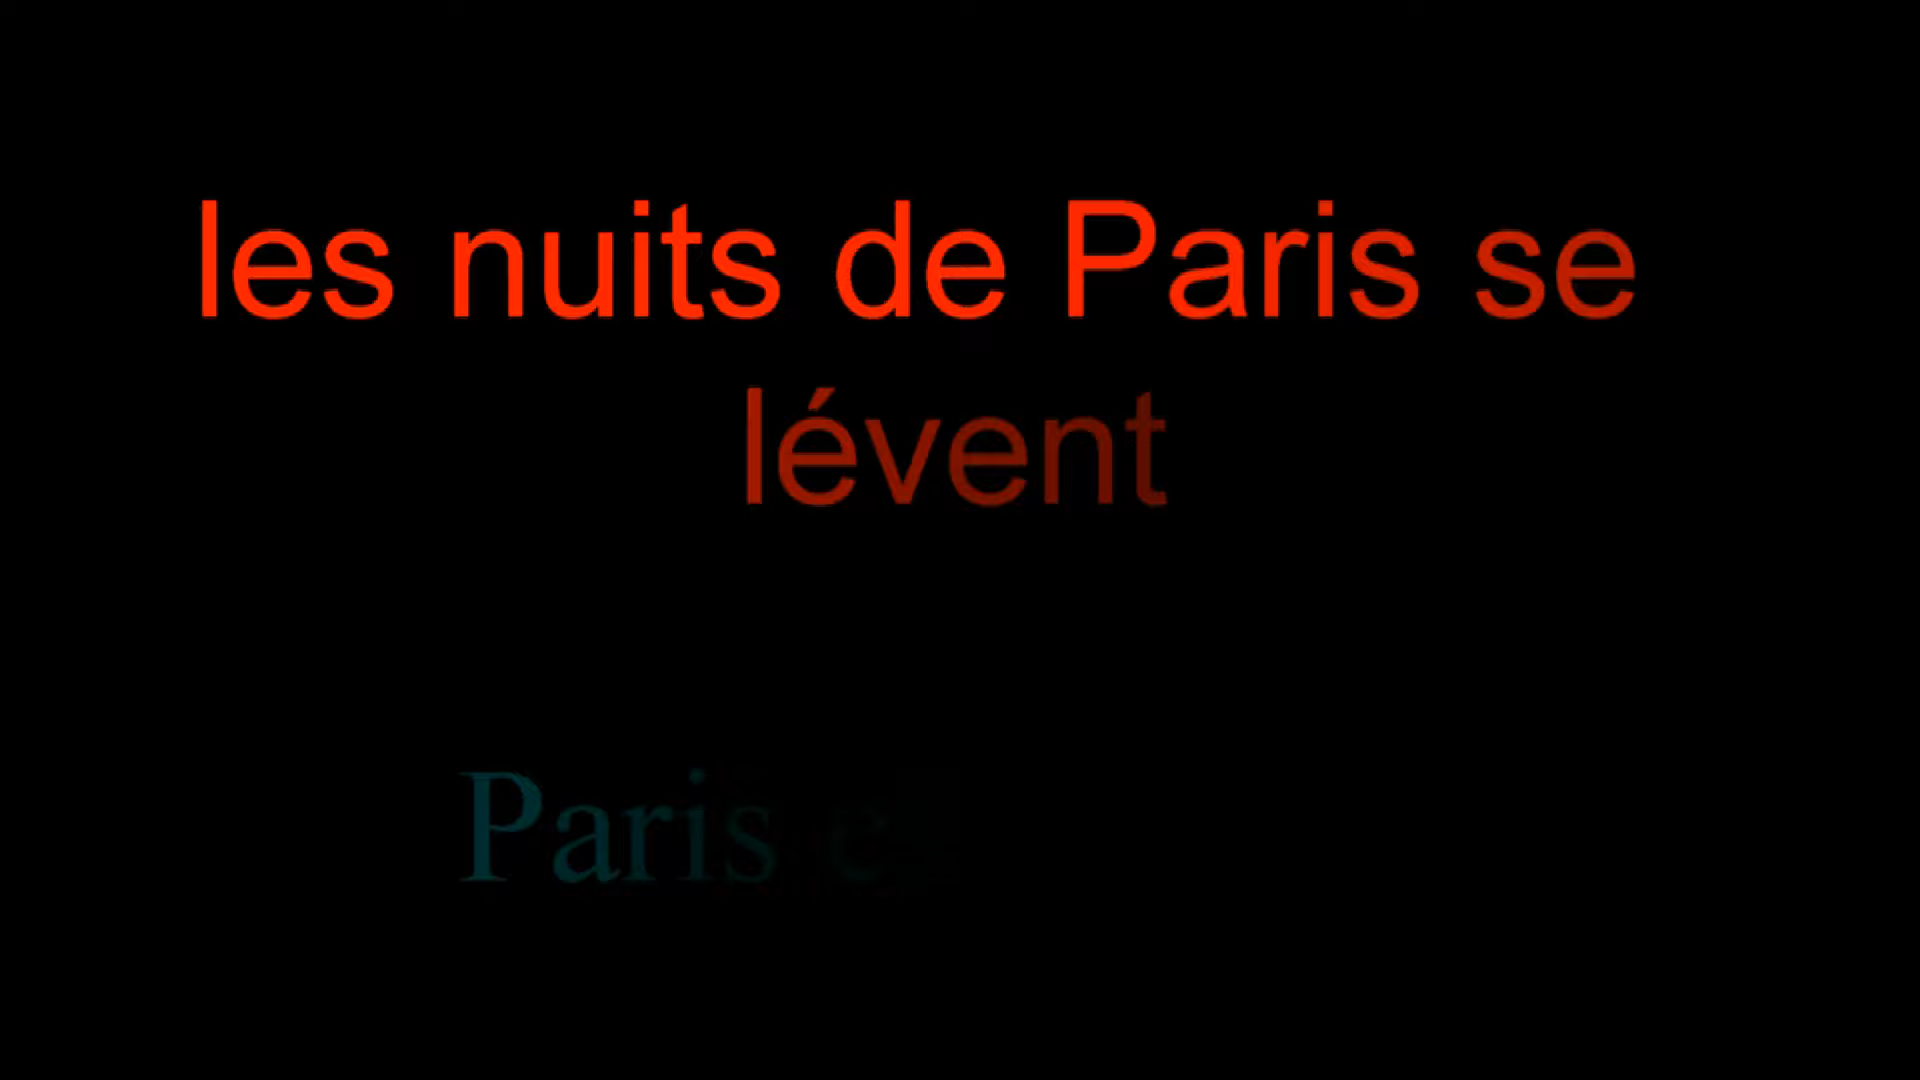 les nuits de Paris se
lévent
Paris